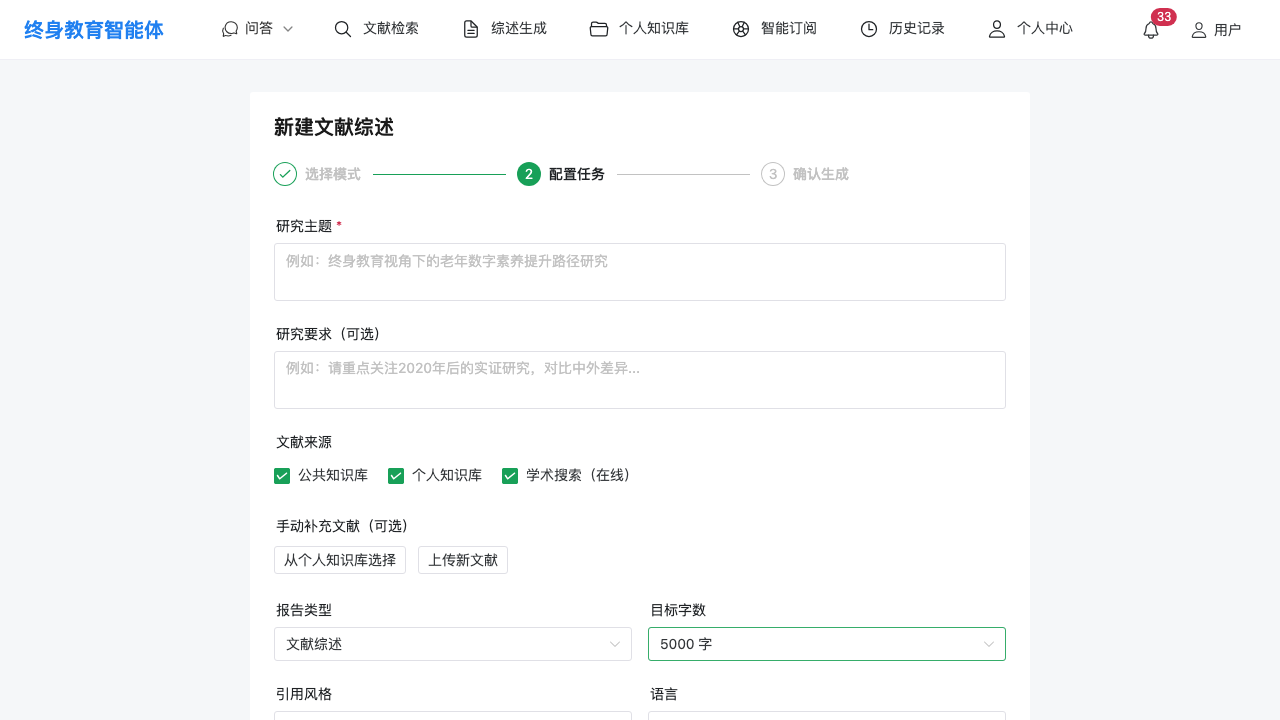 终身教育智能体 问答 文献检索 综述生成 个人知识库 智能订阅 历史记录 个人中心 33 用户
新建文献综述
选择模式 2 配置任务 3 确认生成
研究主题 *
例如：终身教育视角下的老年数字素养提升路径研究
研究要求（可选）
例如：请重点关注2020年后的实证研究，对比中外差异...
文献来源
公共知识库 个人知识库 学术搜索（在线）
手动补充文献（可选）
从个人知识库选择 上传新文献
报告类型 目标字数
文献综述 5000 字
引用风格 语言